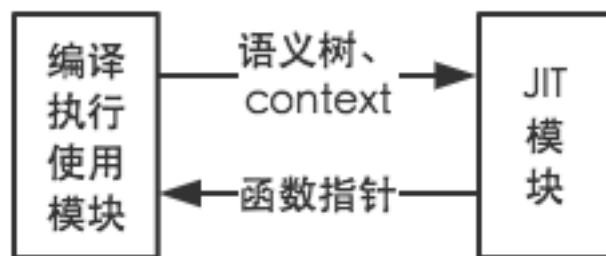 编译
执行
使用
模块
语义树、
context
函数指针
JIT
模
块